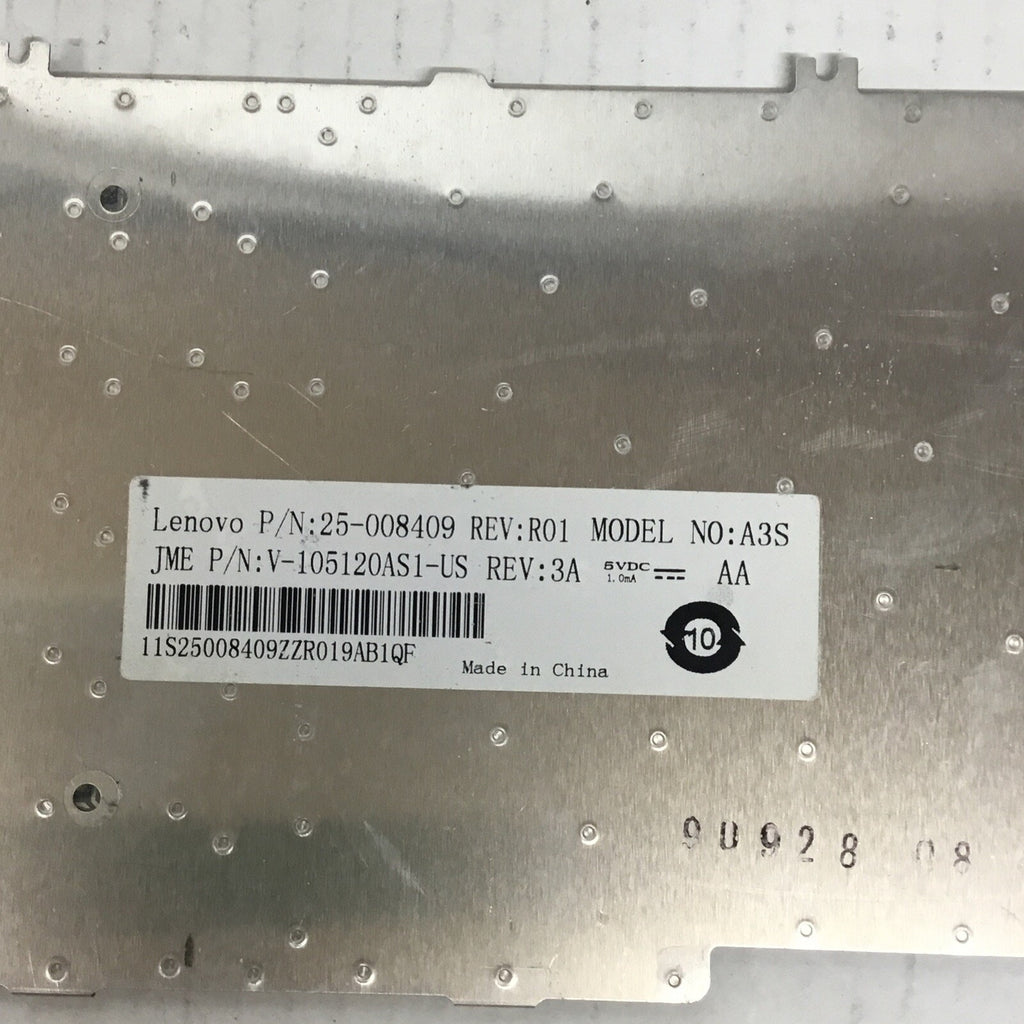 Lenovo P/N:25-008409 REV:R01 MODEL NO:A3S
JME P/N:V-105120AS1-US REV:3A 5VDC 1.0mA AA
11S25008409ZZR019AB1QF
10
Made in China
90928 08